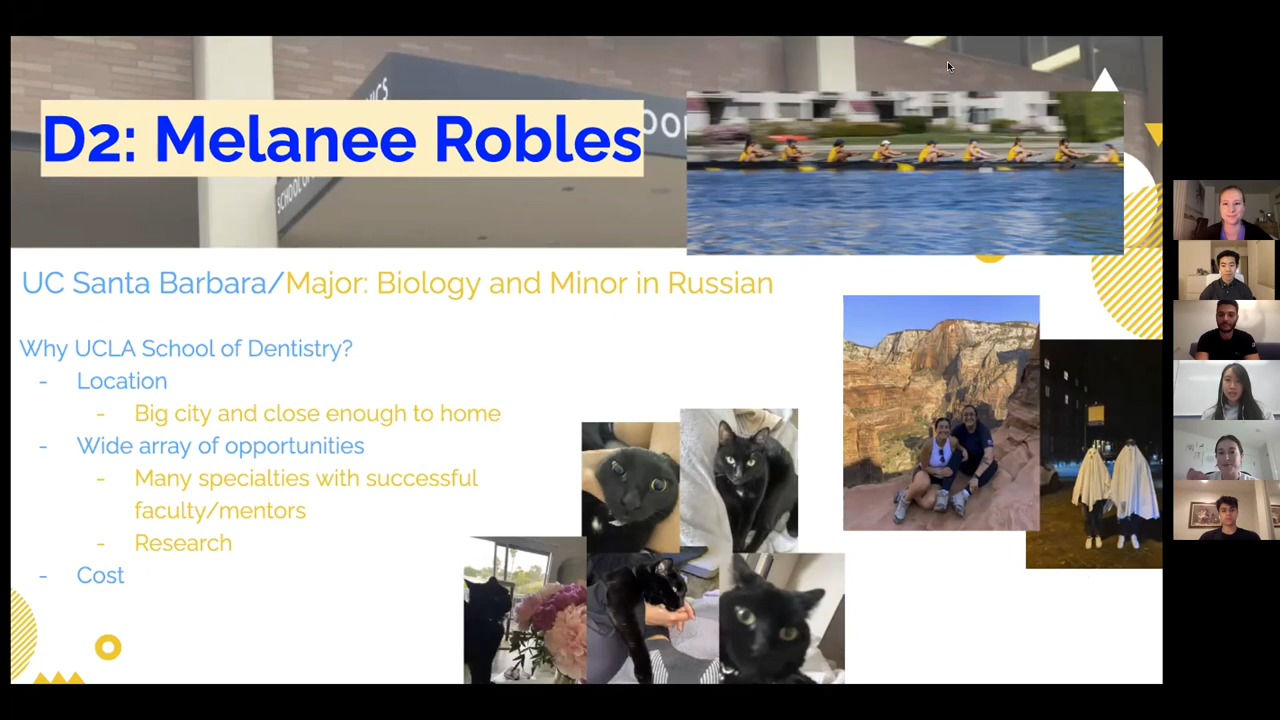 D2: Melanee Robles
UC Santa Barbara/Major: Biology and Minor in Russian
Why UCLA School of Dentistry?
- Location
- Big city and close enough to home
- Wide array of opportunities
- Many specialties with successful
faculty/mentors
- Research
- Cost